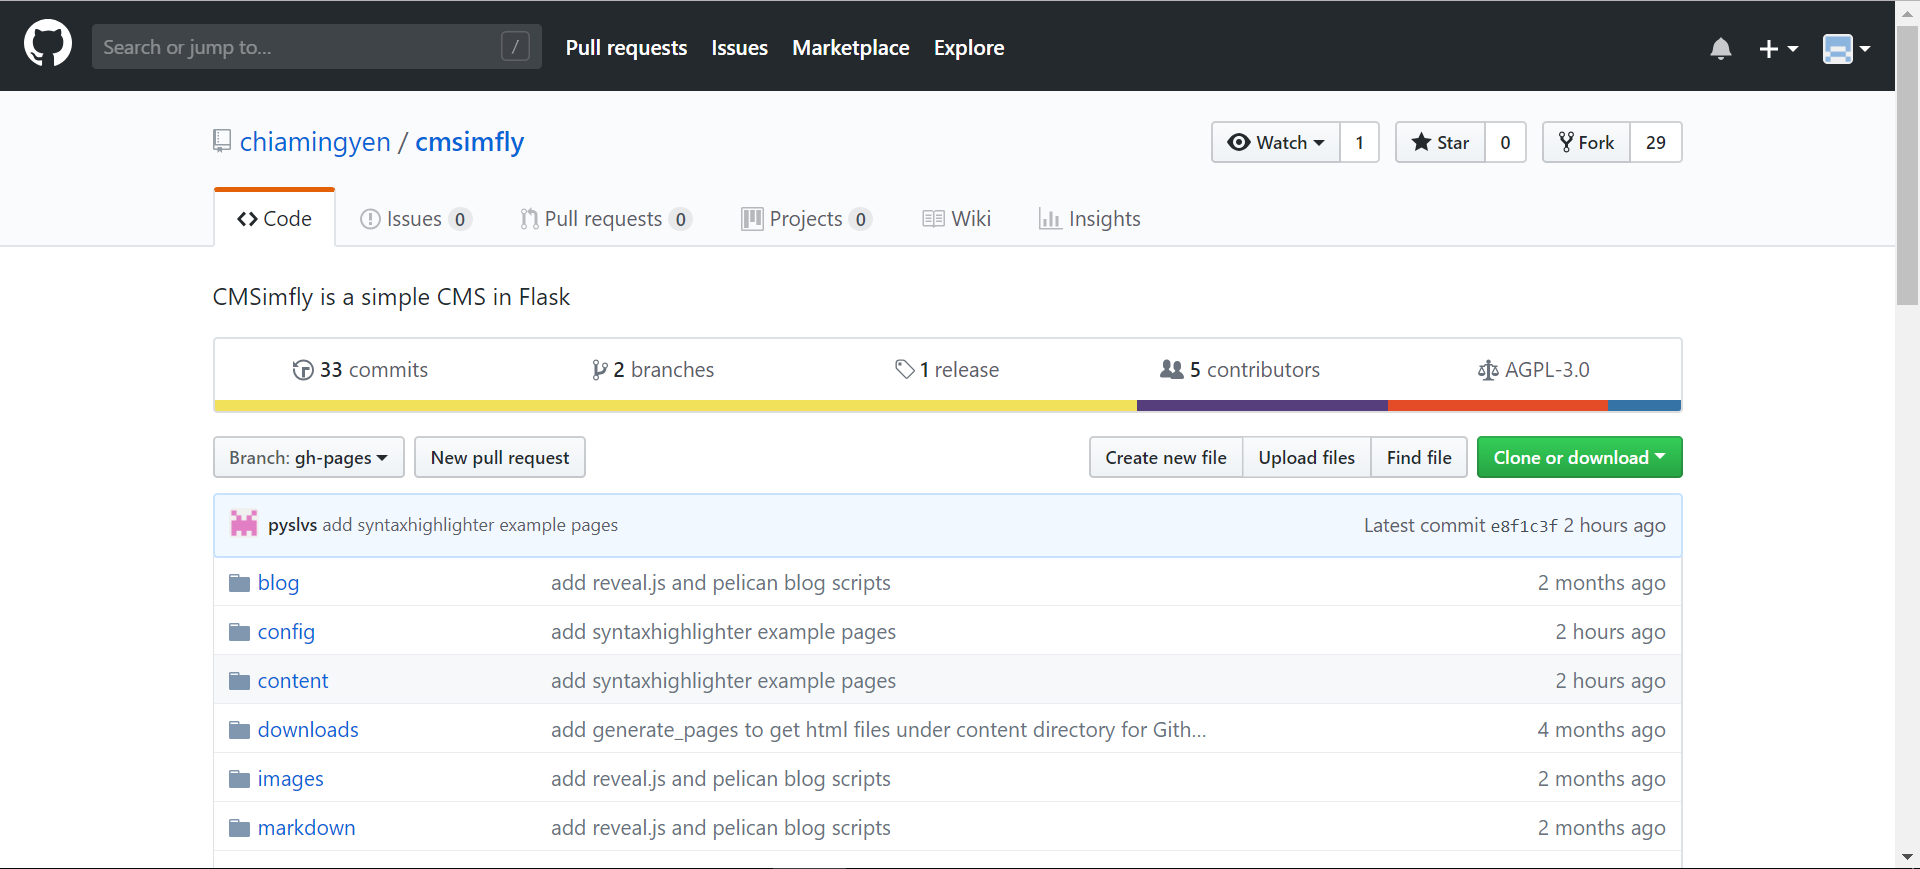 Search or jump to... / Pull requests Issues Marketplace Explore
chiamingyen / cmsimfly Watch 1 Star 0 Fork 29
Code Issues 0 Pull requests 0 Projects 0 Wiki Insights
CMSimfly is a simple CMS in Flask
33 commits 2 branches 1 release 5 contributors AGPL-3.0
Branch: gh-pages New pull request Create new file Upload files Find file Clone or download
pyslvs add syntaxhighlighter example pages Latest commit e8f1c3f 2 hours ago
blog add reveal.js and pelican blog scripts 2 months ago
config add syntaxhighlighter example pages 2 hours ago
content add syntaxhighlighter example pages 2 hours ago
downloads add generate_pages to get html files under content directory for Gith... 4 months ago
images add reveal.js and pelican blog scripts 2 months ago
markdown add reveal.js and pelican blog scripts 2 months ago